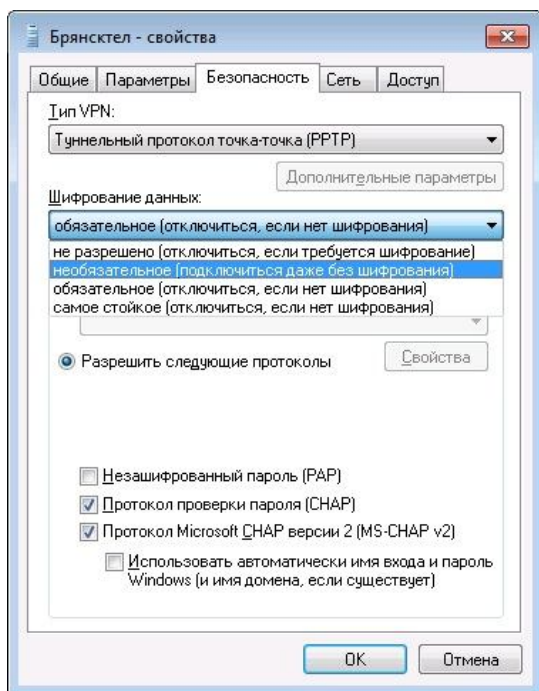 Брянсктел - свойства
Общие Параметры Безопасность Сеть Доступ
Тип VPN:
Туннельный протокол точка-точка (PPTP)
Дополнительные параметры
Шифрование данных:
обязательное (отключиться, если нет шифрования)
не разрешено (отключиться, если требуется шифрование)
необязательное (подключиться даже без шифрования)
обязательное (отключиться, если нет шифрования)
самое стойкое (отключиться, если нет шифрования)
Разрешить следующие протоколы
Свойства
Незашифрованный пароль (PAP)
Протокол проверки пароля (CHAP)
Протокол Microsoft CHAP версии 2 (MS-CHAP v2)
Использовать автоматически имя входа и пароль
Windows (и имя домена, если существует)
OK Отмена